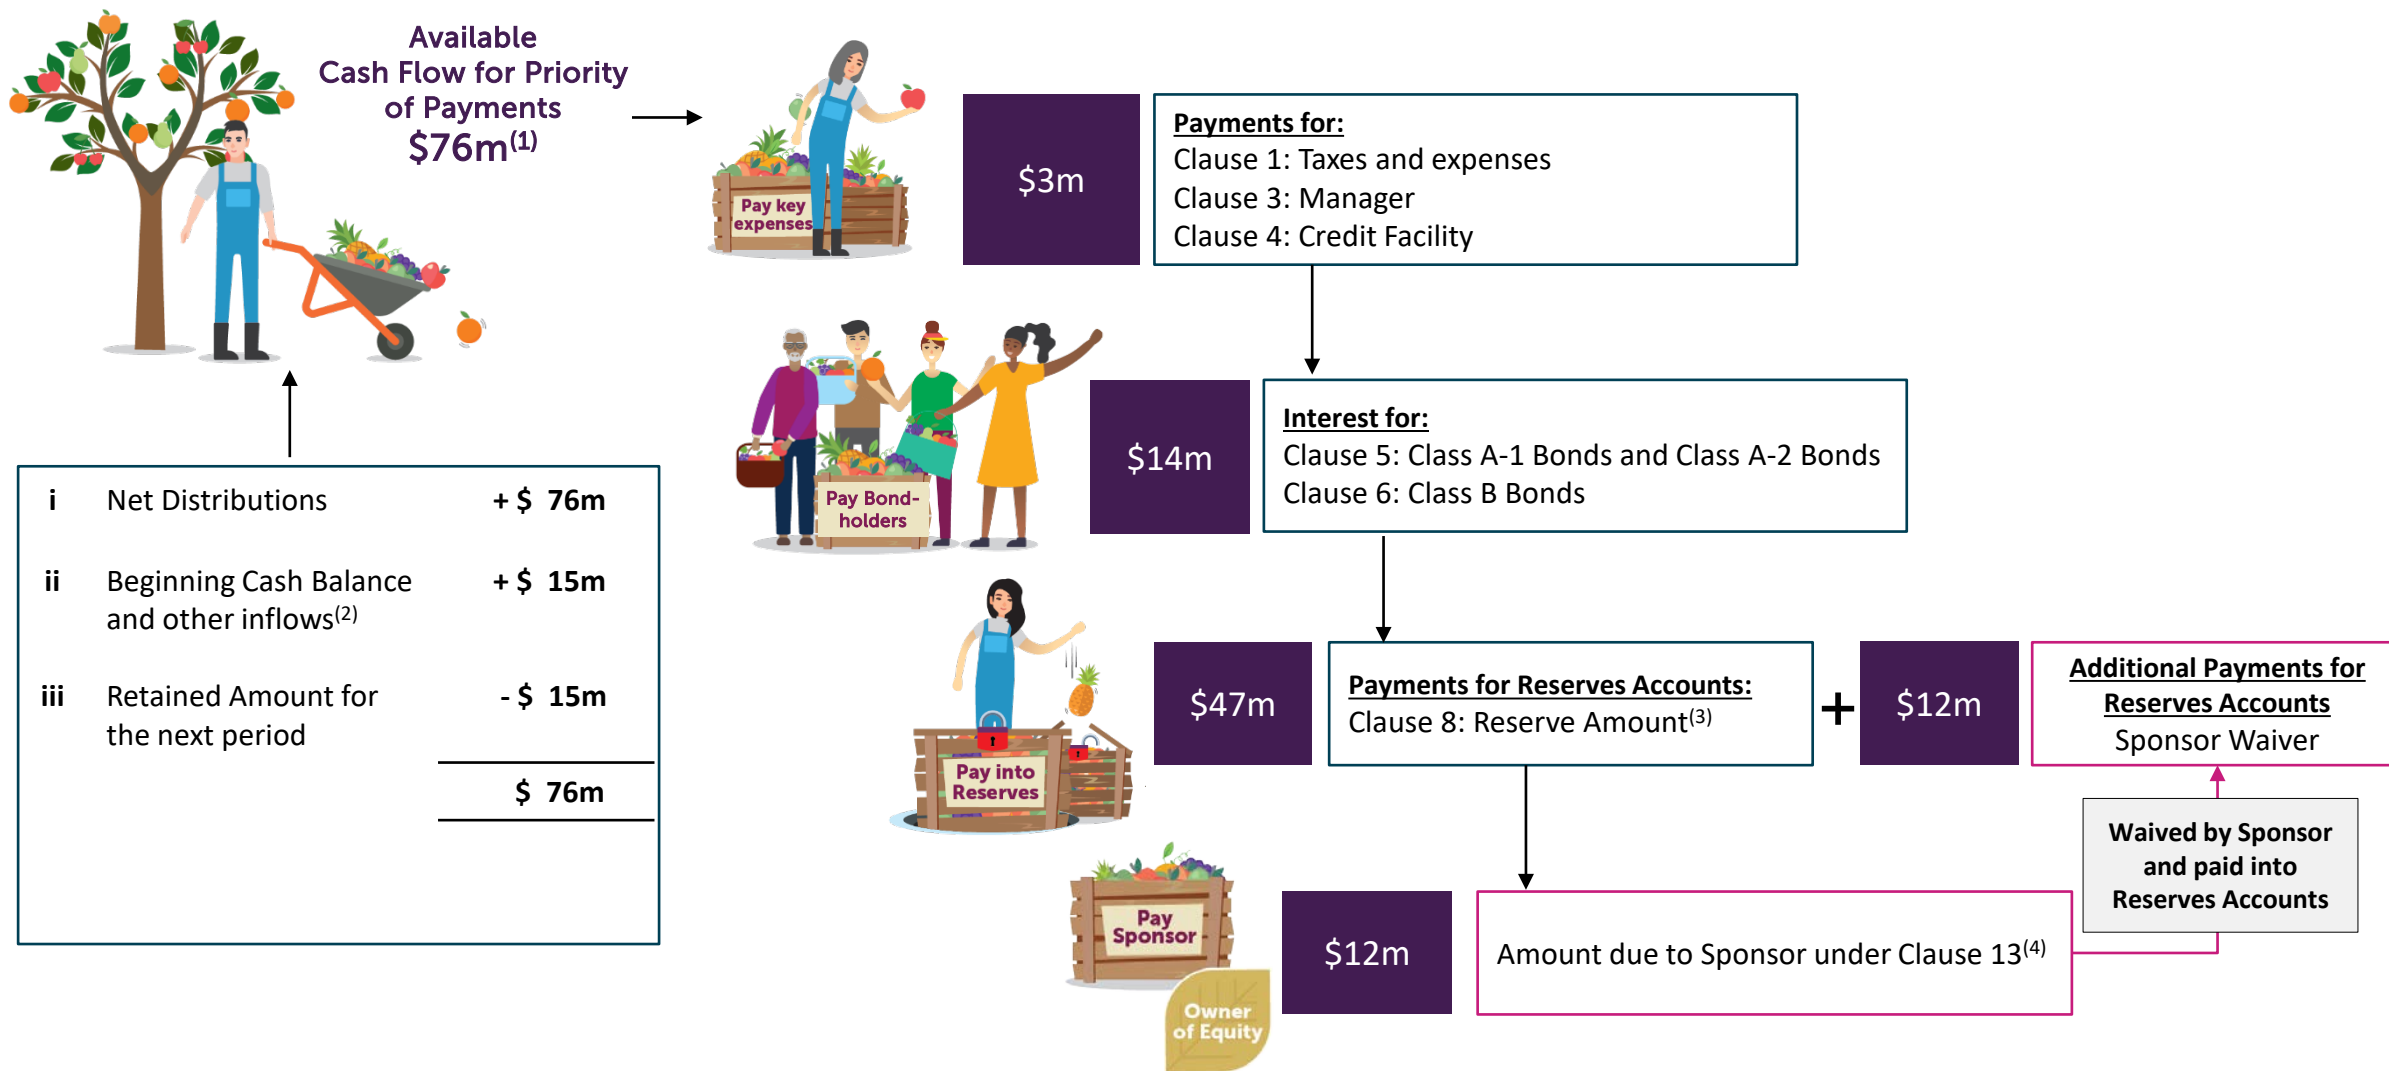 Available
Cash Flow for Priority
of Payments
$76m(1)
Pay key
expenses
$3m
Payments for:
Clause 1: Taxes and expenses
Clause 3: Manager
Clause 4: Credit Facility
i Net Distributions + $ 76m
ii Beginning Cash Balance + $ 15m
and other inflows(2)
iii Retained Amount for - $ 15m
the next period
$ 76m
Pay Bond-
holders
$14m
Interest for:
Clause 5: Class A-1 Bonds and Class A-2 Bonds
Clause 6: Class B Bonds
Pay into
Reserves
$47m
Payments for Reserves Accounts:
Clause 8: Reserve Amount(3)
+
$12m
Additional Payments for
Reserves Accounts
Sponsor Waiver
Waived by Sponsor
and paid into
Reserves Accounts
Pay
Sponsor
Owner
of Equity
$12m
Amount due to Sponsor under Clause 13(4)